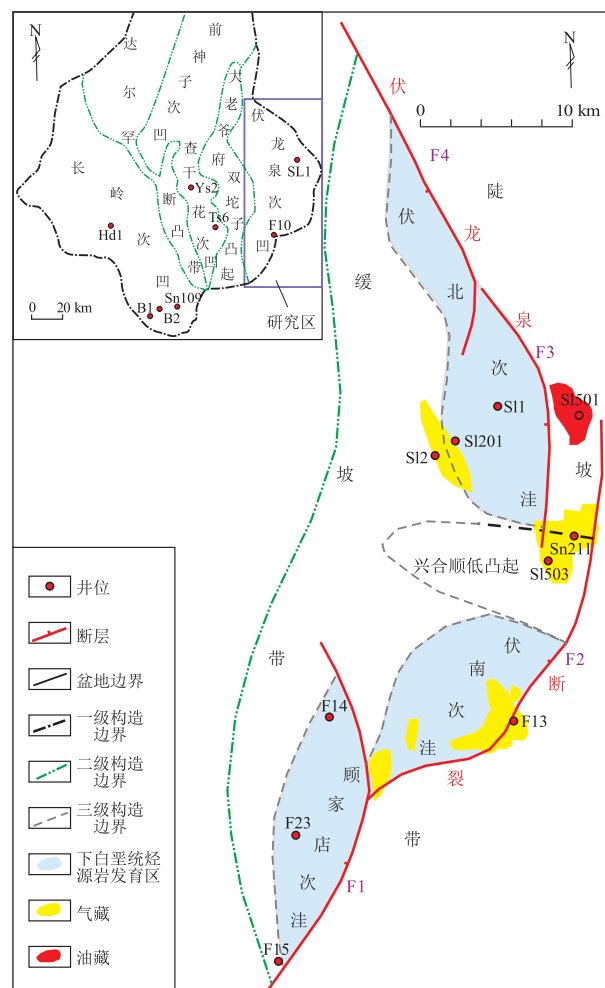 N
达尔罕断凸带
前神子次凹
大老爷府双坨子凸起
查干花次凹
长岭次凹
伏龙泉次凹
SL1
Ys2
Ts6
F10
Hd1
Sn109
B1
B2
0 20 km
研究区
N
0 10 km
伏龙泉断裂
F4
陡坡带
伏北次洼
缓坡带
F3
Sl501
Sl1
Sl201
Sl2
Sn211
兴合顺低凸起
Sl503
伏南次洼
F2
F14
F13
顾家店次洼
F23
F1
F15
井位
断层
盆地边界
一级构造
边界
二级构造
边界
三级构造
边界
下白垩统烃
源岩发育区
气藏
油藏